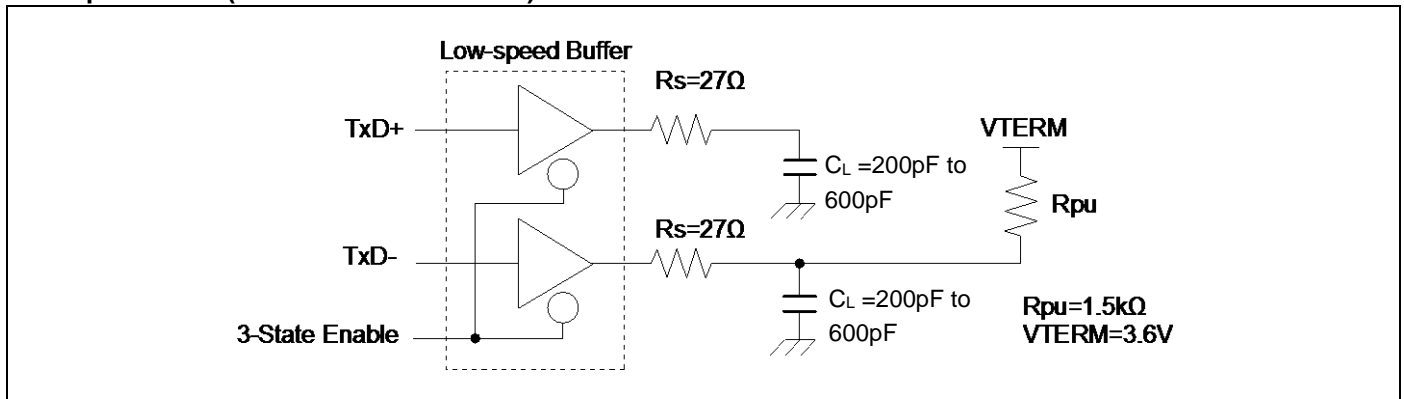 Low-speed Buffer
Rs=27Ω
TxD+
VTERM
CL =200pF to
600pF
Rpu
Rs=27Ω
TxD-
CL =200pF to
600pF
Rpu=1.5kΩ
VTERM=3.6V
3-State Enable